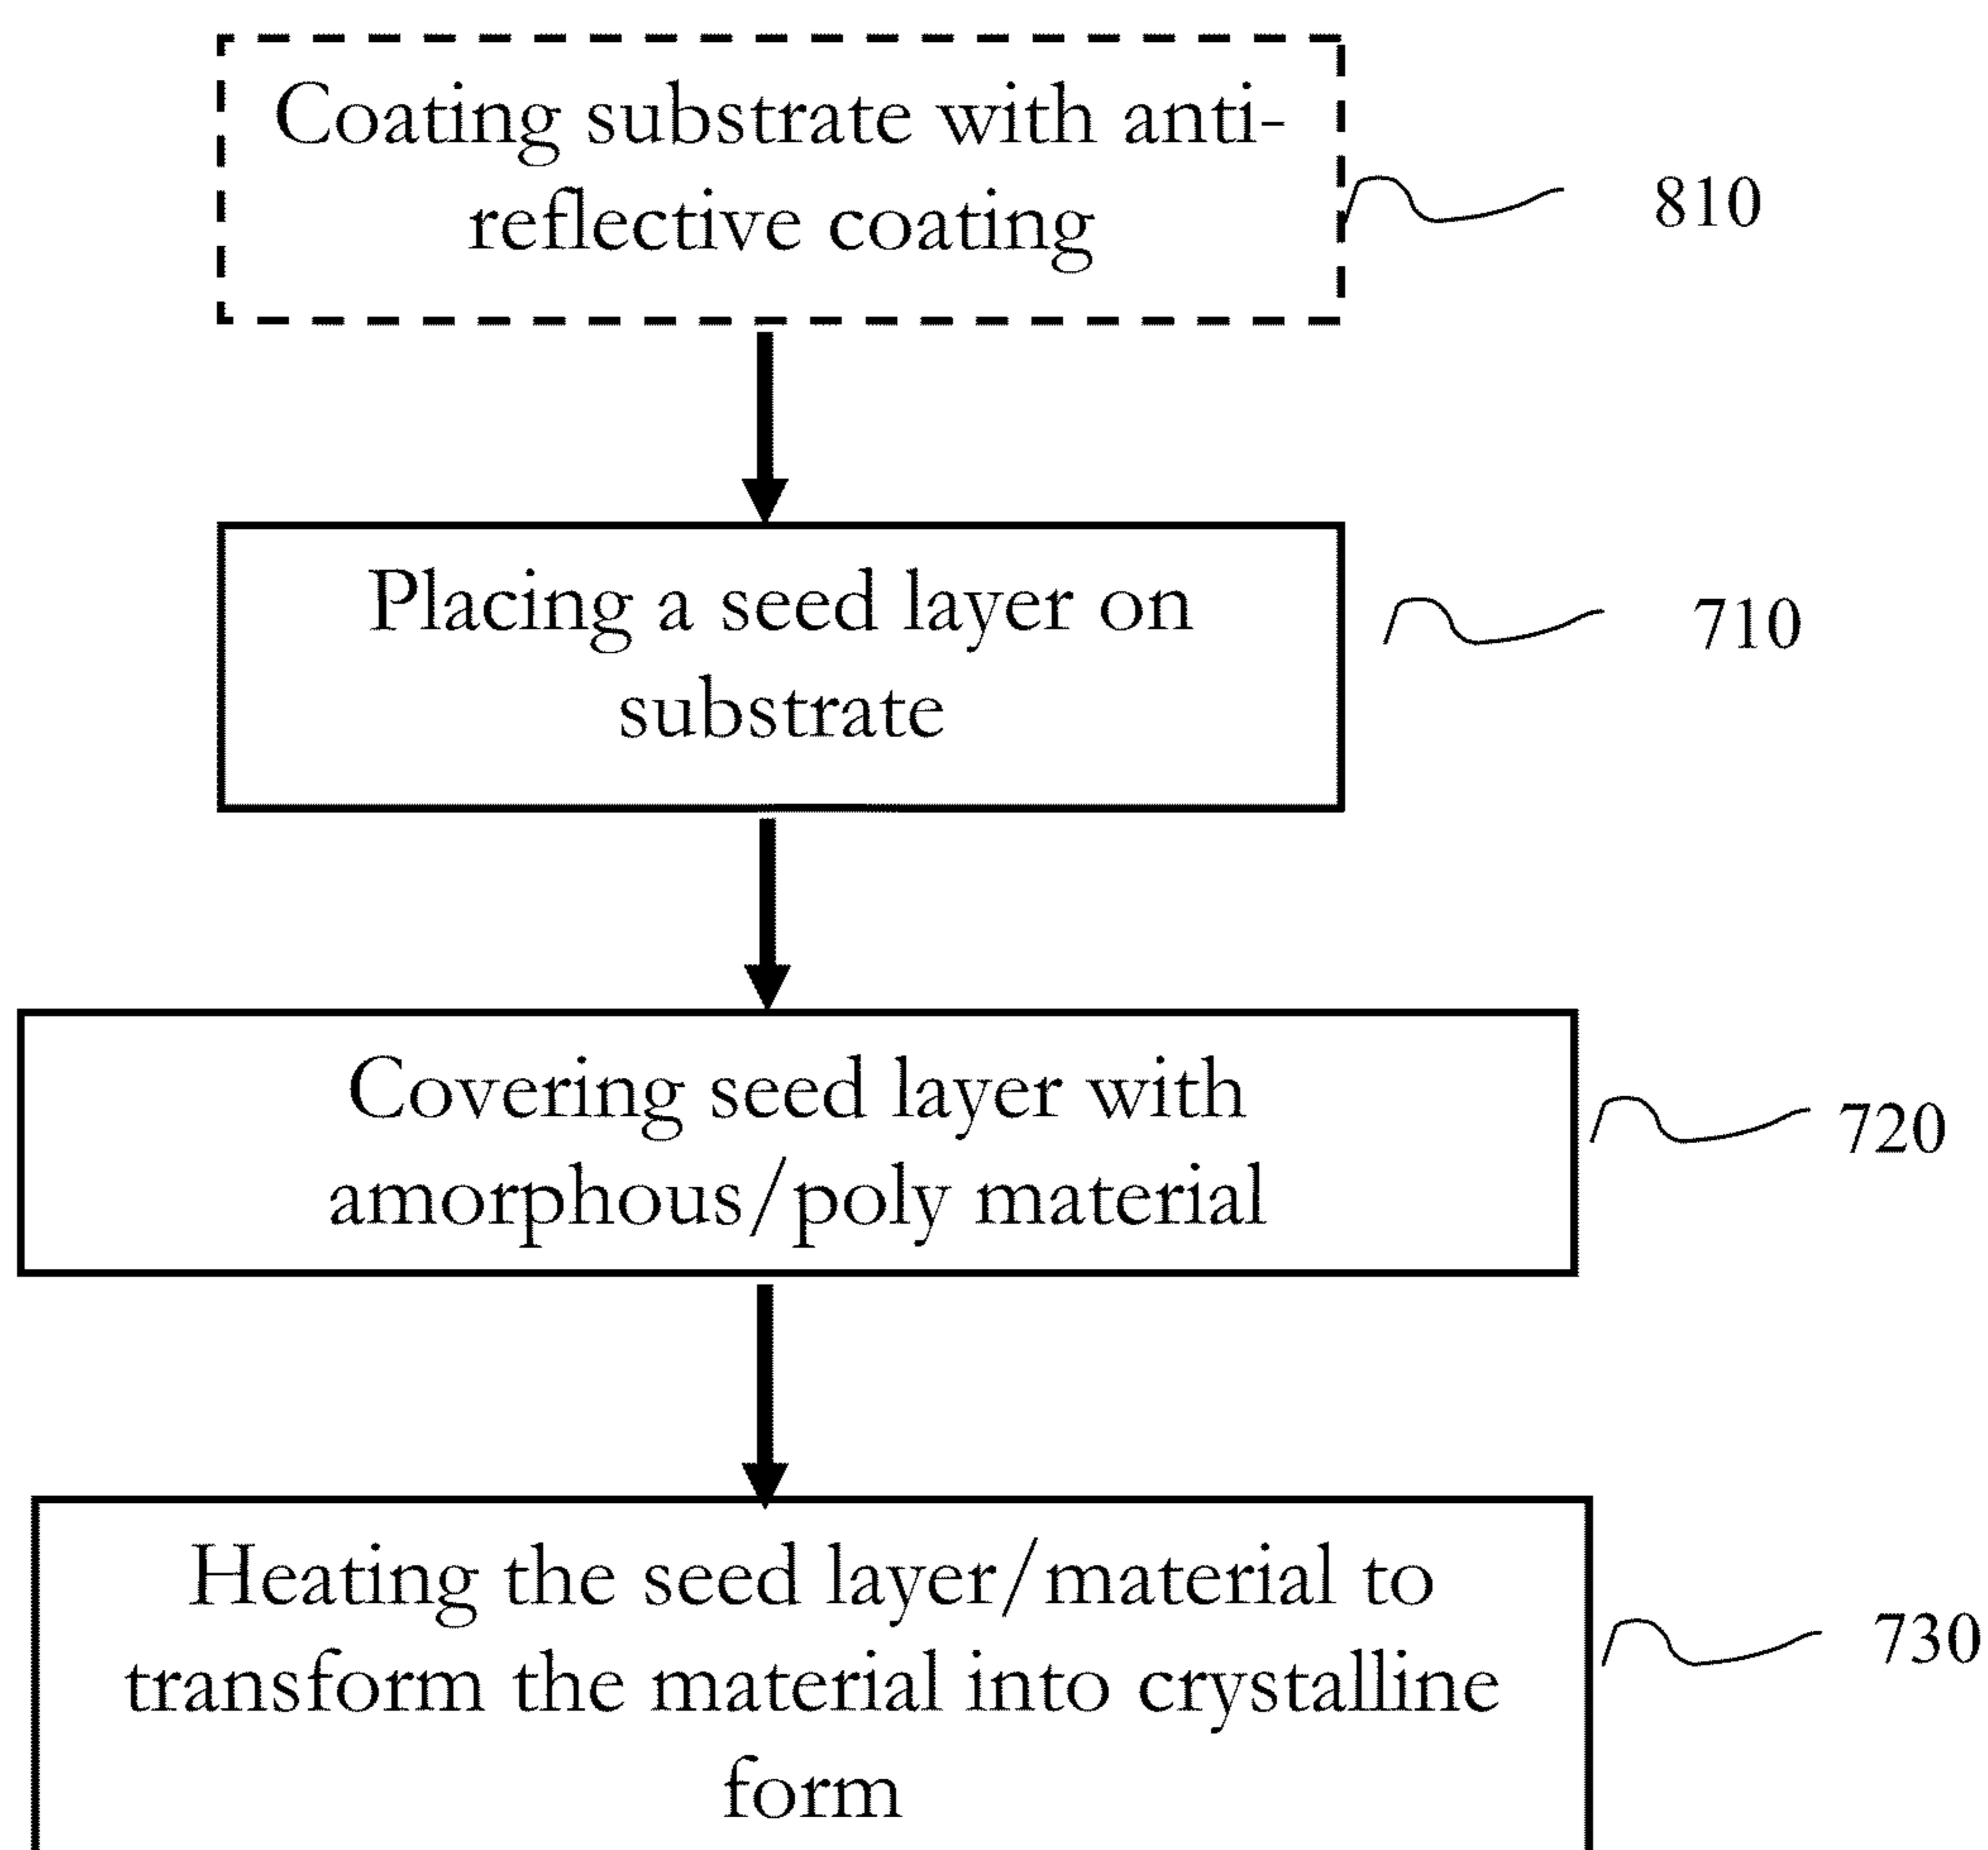 Coating substrate with anti-
reflective coating
810
Placing a seed layer on
substrate
710
Covering seed layer with
amorphous/poly material
720
Heating the seed layer/material to
transform the material into crystalline
form
730